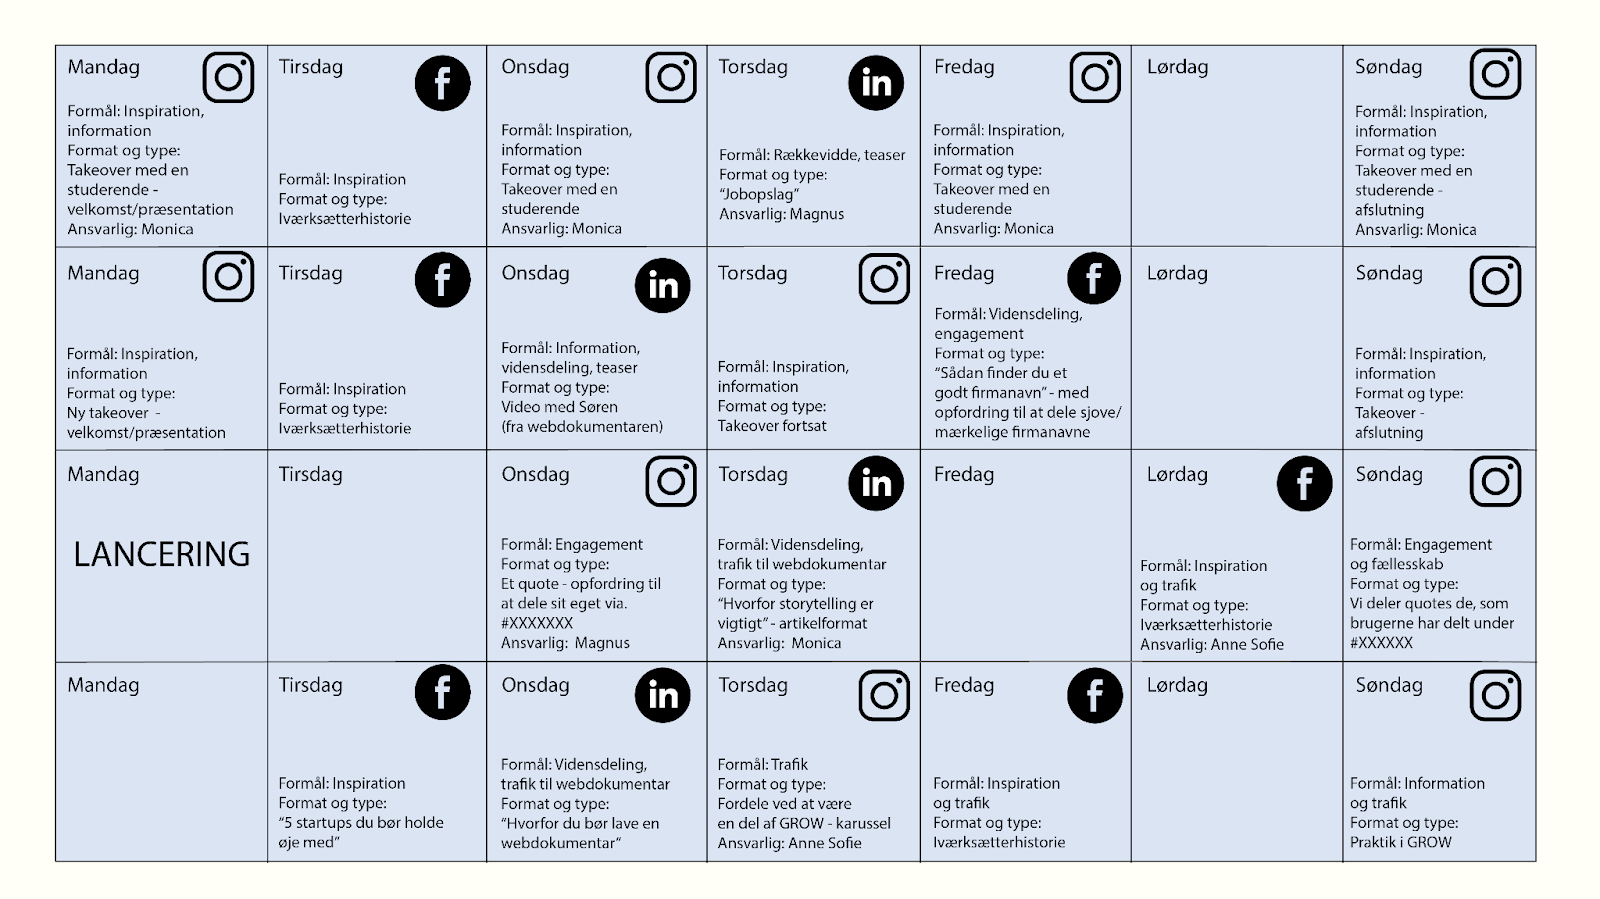 Mandag
Formål: Inspiration,
information
Format og type:
Takeover med en
studerende -
velkomst/præsentation
Ansvarlig: Monica
Tirsdag
Formål: Inspiration
Format og type:
Iværksætterhistorie
Onsdag
Formål: Inspiration,
information
Format og type:
Takeover med en
studerende
Ansvarlig: Monica
Torsdag
in
Formål: Rækkevidde, teaser
Format og type:
“Jobopslag”
Ansvarlig: Magnus
Fredag
Formål: Inspiration,
information
Format og type:
Takeover med en
studerende
Ansvarlig: Monica
Lørdag
Søndag
Formål: Inspiration,
information
Format og type:
Takeover med en
studerende -
afslutning
Ansvarlig: Monica
Mandag
Formål: Inspiration,
information
Format og type:
Ny takeover -
velkomst/præsentation
Tirsdag
Formål: Inspiration
Format og type:
Iværksætterhistorie
Onsdag
in
Formål: Information,
vidensdeling, teaser
Format og type:
Video med Søren
(fra webdokumentaren)
Torsdag
Formål: Inspiration,
information
Format og type:
Takeover fortsat
Fredag
Formål: Vidensdeling,
engagement
Format og type:
“Sådan finder du et
godt firmanavn” - med
opfordring til at dele sjove/
mærkelige firmanavne
Lørdag
Søndag
Formål: Inspiration,
information
Format og type:
Takeover -
afslutning
Mandag
LANCERING
Tirsdag
Onsdag
Formål: Engagement
Format og type:
Et quote - opfordring til
at dele sit eget via.
#XXXXXXX
Ansvarlig: Magnus
Torsdag
in
Formål: Vidensdeling,
trafik til webdokumentar
Format og type:
“Hvorfor storytelling er
vigtigt” - artikelformat
Ansvarlig: Monica
Fredag
Lørdag
Formål: Inspiration
og trafik
Format og type:
Iværksætterhistorie
Ansvarlig: Anne Sofie
Søndag
Formål: Engagement
og fællesskab
Format og type:
Vi deler quotes de, som
brugerne har delt under
#XXXXXX
Mandag
Tirsdag
Formål: Inspiration
Format og type:
“5 startups du bør holde
øje med”
Onsdag
in
Formål: Vidensdeling,
trafik til webdokumentar
Format og type:
“Hvorfor du bør lave en
webdokumentar“
Torsdag
Formål: Trafik
Format og type:
Fordele ved at være
en del af GROW - karussel
Ansvarlig: Anne Sofie
Fredag
Formål: Inspiration
og trafik
Format og type:
Iværksætterhistorie
Lørdag
Søndag
Formål: Information
og trafik
Format og type:
Praktik i GROW